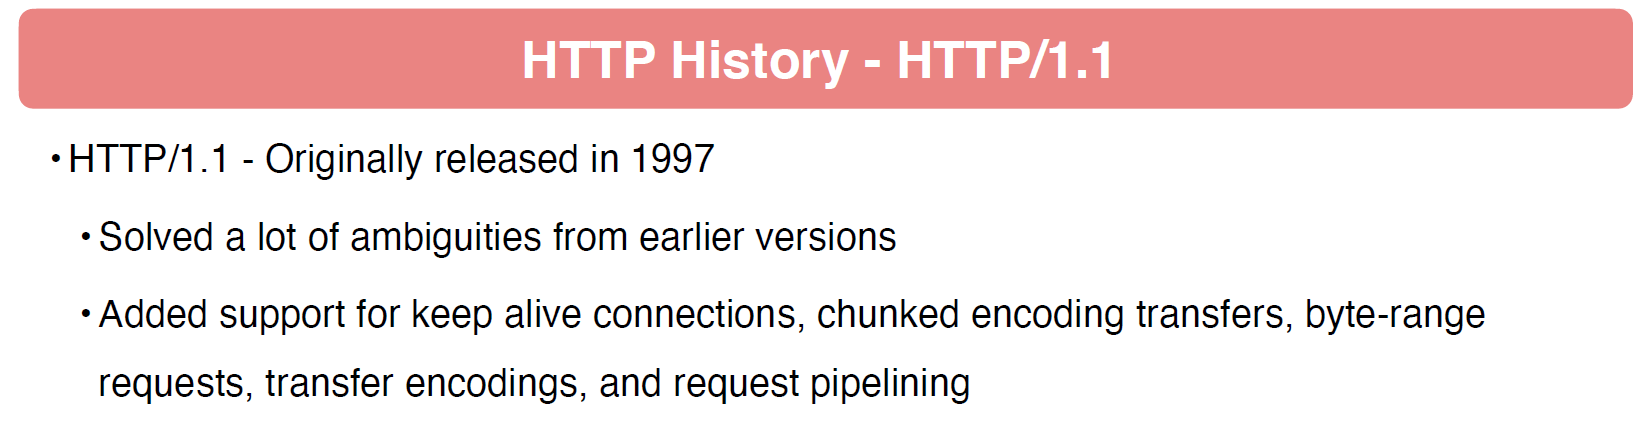 HTTP History - HTTP/1.1
• HTTP/1.1 - Originally released in 1997
• Solved a lot of ambiguities from earlier versions
• Added support for keep alive connections, chunked encoding transfers, byte-range
requests, transfer encodings, and request pipelining